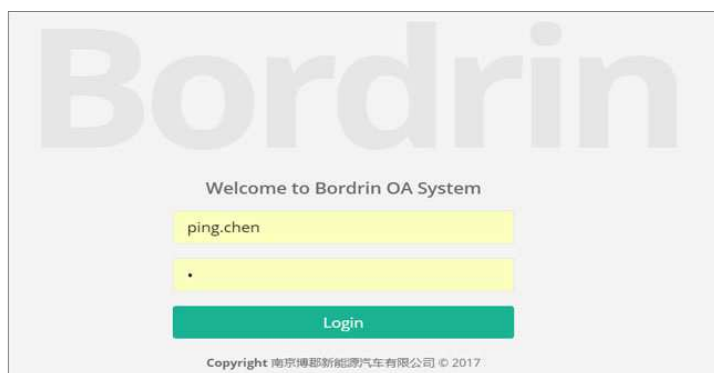 Bordrin
Welcome to Bordrin OA System
ping.chen
•
Login
Copyright 南京博郡新能源汽车有限公司 © 2017